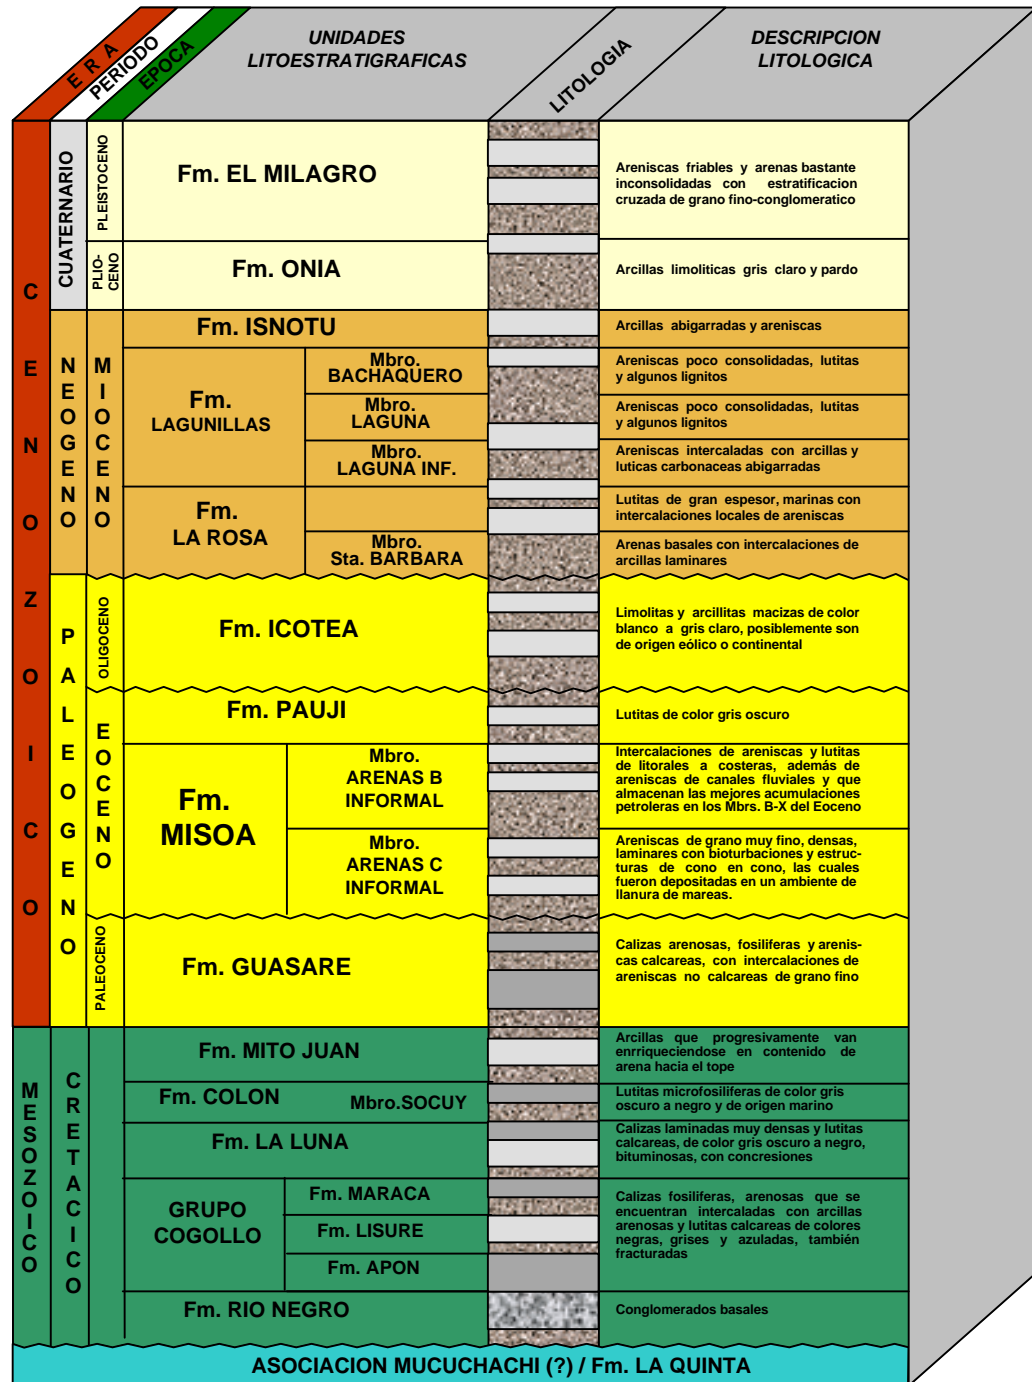 ERA
PERIODO
EPOCA
UNIDADES
LITOESTRATIGRAFICAS
LITOLOGIA
DESCRIPCION
LITOLOGICA
CENOZOICO
CUATERNARIO
PLEISTOCENO
Fm. EL MILAGRO
Areniscas friables y arenas bastante
inconsolidadas con estratificacion
cruzada de grano fino-conglomeratico
PLIO-
CENO
Fm. ONIA
Arcillas limoliticas gris claro y pardo
NEOGENO
MIOCENO
Fm. ISNOTU
Arcillas abigarradas y areniscas
Fm.
LAGUNILLAS
Mbro.
BACHAQUERO
Areniscas poco consolidadas, lutitas
y algunos lignitos
Mbro.
LAGUNA
Areniscas poco consolidadas, lutitas
y algunos lignitos
Mbro.
LAGUNA INF.
Areniscas intercaladas con arcillas y
luticas carbonaceas abigarradas
Fm.
LA ROSA
Lutitas de gran espesor, marinas con
intercalaciones locales de areniscas
Mbro.
Sta. BARBARA
Arenas basales con intercalaciones de
arcillas laminares
PALEOGENO
OLIGOCENO
Fm. ICOTEA
Limolitas y arcillitas macizas de color
blanco a gris claro, posiblemente son
de origen eólico o continental
EOCENO
Fm. PAUJI
Lutitas de color gris oscuro
Fm.
MISOA
Mbro.
ARENAS B
INFORMAL
Intercalaciones de areniscas y lutitas
de litorales a costeras, además de
areniscas de canales fluviales y que
almacenan las mejores acumulaciones
petroleras en los Mbrs. B-X del Eoceno
Mbro.
ARENAS C
INFORMAL
Areniscas de grano muy fino, densas,
laminares con bioturbaciones y estruc-
turas de cono en cono, las cuales
fueron depositadas en un ambiente de
llanura de mareas.
PALEOCENO
Fm. GUASARE
Calizas arenosas, fosiliferas y arenis-
cas calcareas, con intercalaciones de
areniscas no calcareas de grano fino
MESOZOICO
CRETACICO
Fm. MITO JUAN
Arcillas que progresivamente van
enrriqueciendose en contenido de
arena hacia el tope
Fm. COLON
Mbro.SOCUY
Lutitas microfosiliferas de color gris
oscuro a negro y de origen marino
Fm. LA LUNA
Calizas laminadas muy densas y lutitas
calcareas, de color gris oscuro a negro,
bituminosas, con concresiones
GRUPO
COGOLLO
Fm. MARACA
Fm. LISURE
Fm. APON
Calizas fosiliferas, arenosas que se
encuentran intercaladas con arcillas
arenosas y lutitas calcareas de colores
negras, grises y azuladas, también
fracturadas
Fm. RIO NEGRO
Conglomerados basales
ASOCIACION MUCUCHACHI (?) / Fm. LA QUINTA